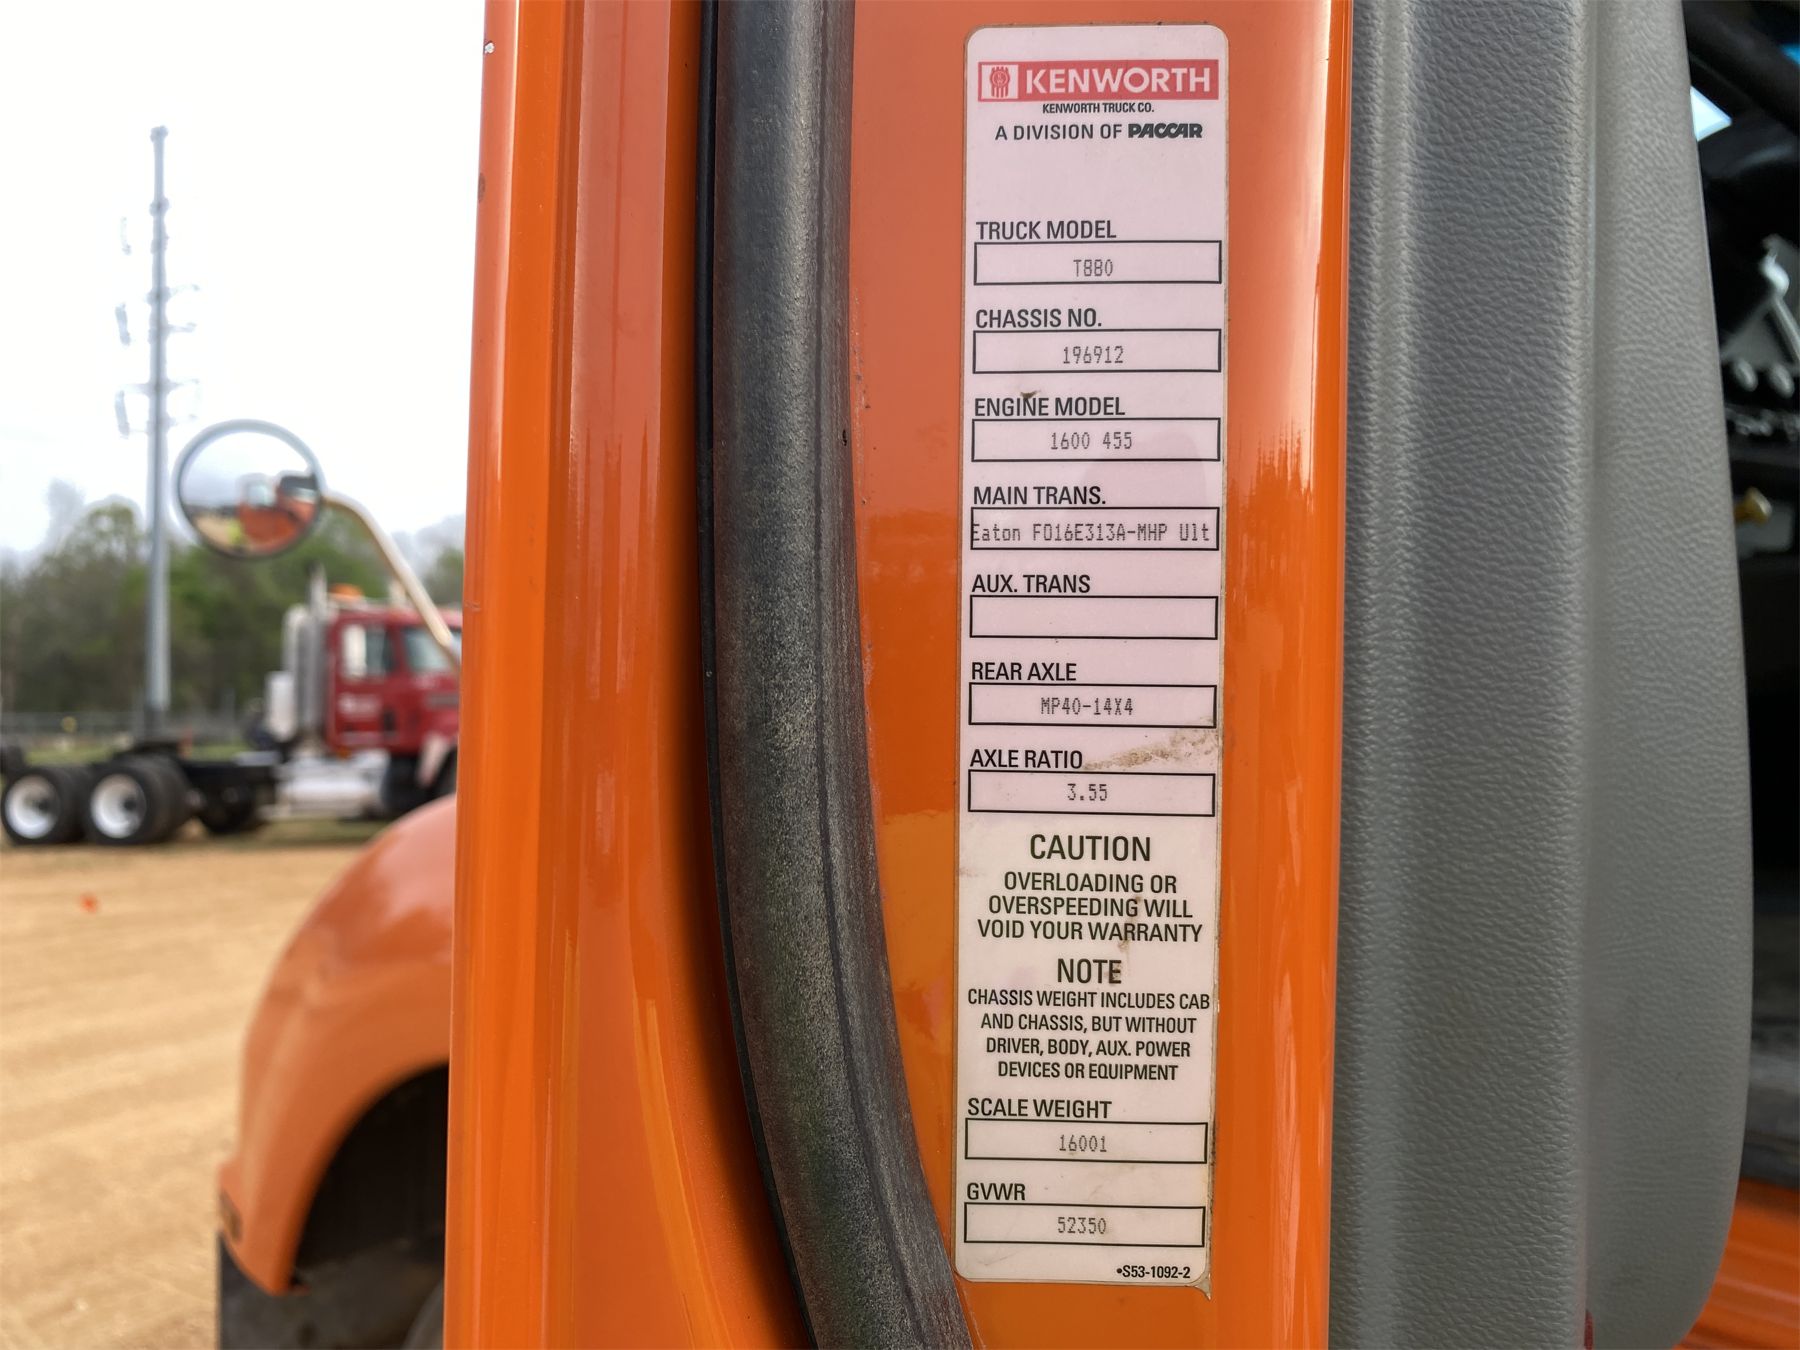 KENWORTH
KENWORTH TRUCK CO.
A DIVISION OF PACCAR
TRUCK MODEL
T880
CHASSIS NO.
196912
ENGINE MODEL
1600 455
MAIN TRANS.
Eaton FO16E313A-MHP Ult
AUX. TRANS
REAR AXLE
MP40-14X4
AXLE RATIO
3.55
CAUTION
OVERLOADING OR
OVERSPEEDING WILL
VOID YOUR WARRANTY
NOTE
CHASSIS WEIGHT INCLUDES CAB
AND CHASSIS, BUT WITHOUT
DRIVER, BODY, AUX. POWER
DEVICES OR EQUIPMENT
SCALE WEIGHT
16001
GVWR
52350
•S53-1092-2